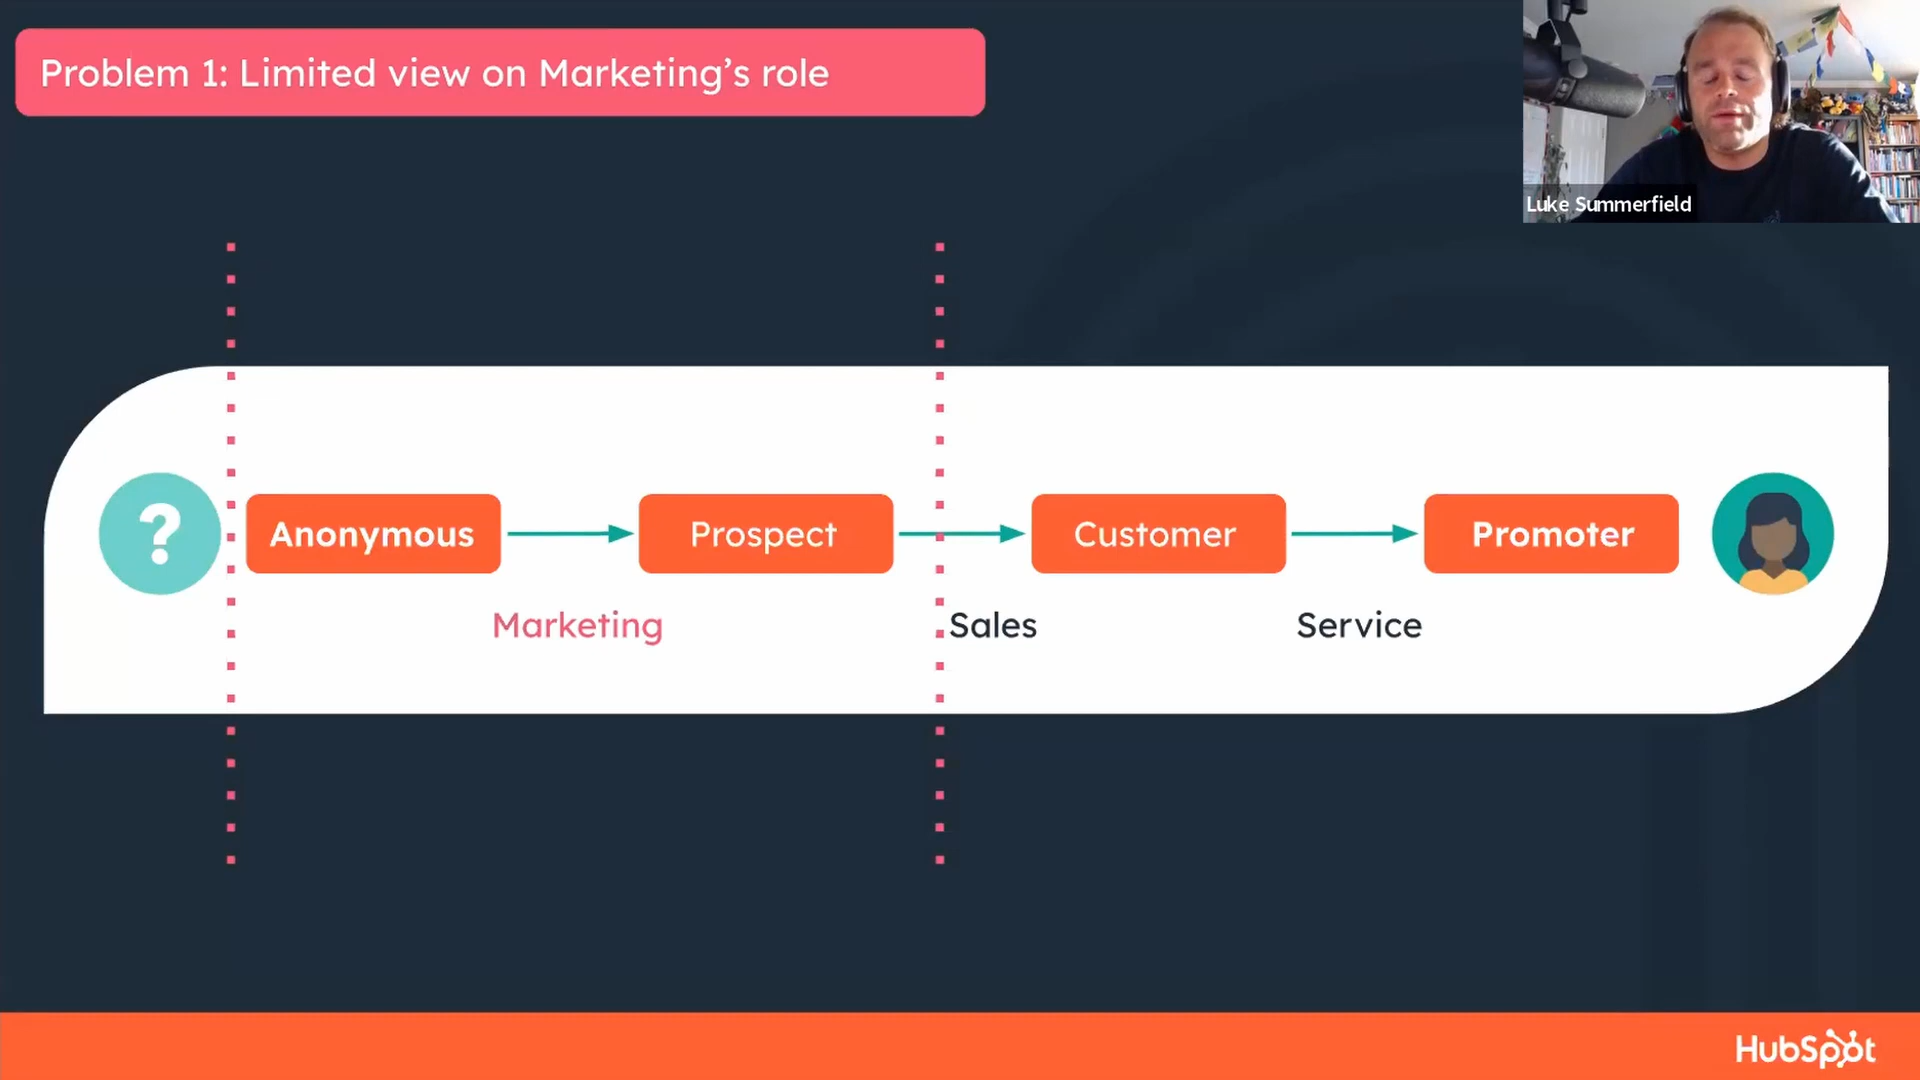 Problem 1: Limited view on Marketing's role
Luke Summerfield
?
Anonymous
Prospect
Customer
Promoter
Marketing
Sales
Service
HubSpot